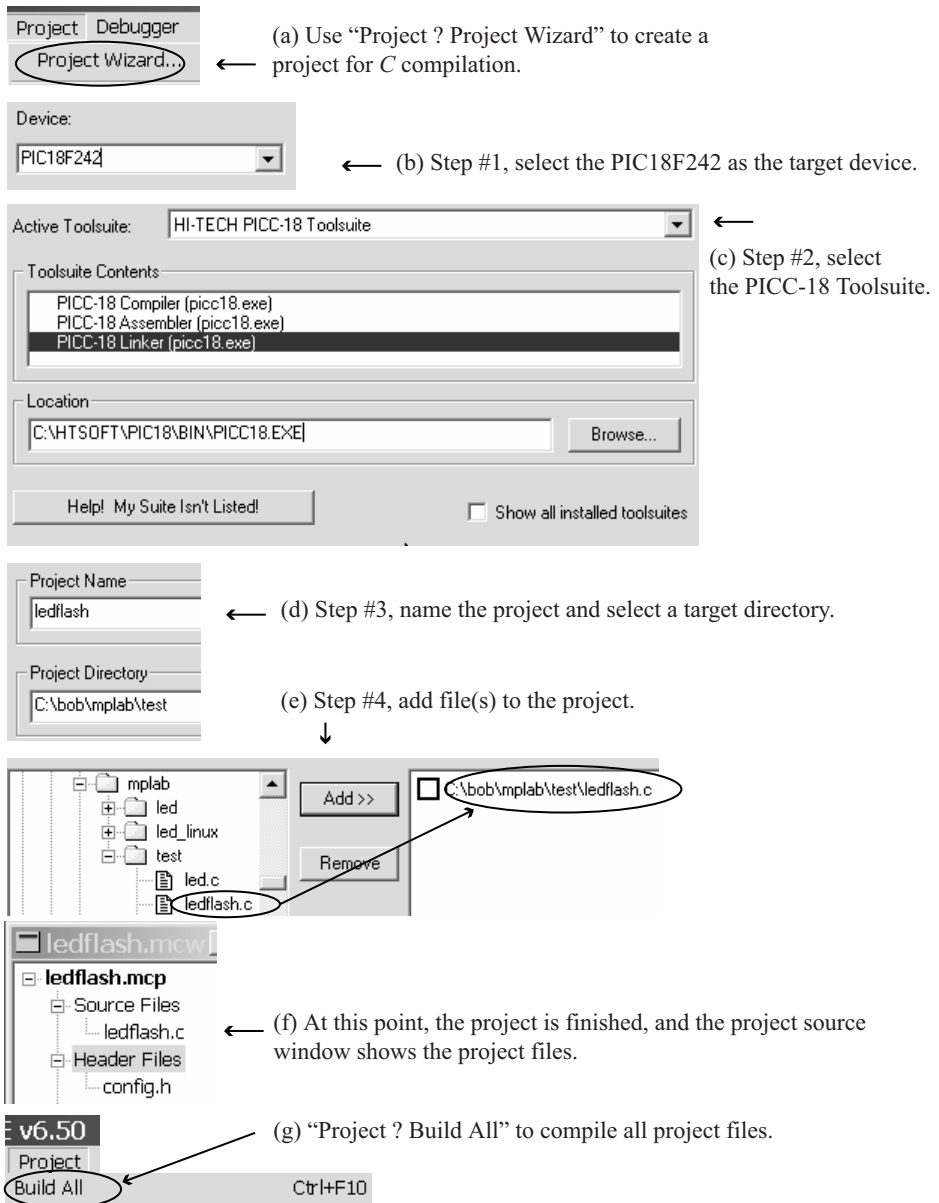 Project Debugger
Project Wizard...
(a) Use “Project ? Project Wizard” to create a
project for C compilation.
Device:
PIC18F242
(b) Step #1, select the PIC18F242 as the target device.
Active Toolsuite: HI-TECH PICC-18 Toolsuite
(c) Step #2, select
the PICC-18 Toolsuite.
Toolsuite Contents
PICC-18 Compiler (picc18.exe)
PICC-18 Assembler (picc18.exe)
PICC-18 Linker (picc18.exe)
Location
C:\HTSOFT\PIC18\BIN\PICC18.EXE
Browse...
Help! My Suite Isn't Listed!
Show all installed toolsuites
Project Name
ledflash
(d) Step #3, name the project and select a target directory.
Project Directory
C:\bob\mplab\test
(e) Step #4, add file(s) to the project.
mplab
led
led_linux
test
led.c
ledflash.c
Add >>
Remove
C:\bob\mplab\test\ledflash.c
ledflash.mcw
ledflash.mcp
Source Files
ledflash.c
Header Files
config.h
(f) At this point, the project is finished, and the project source
window shows the project files.
E v6.50
Project
Build All Ctrl+F10
(g) “Project ? Build All” to compile all project files.